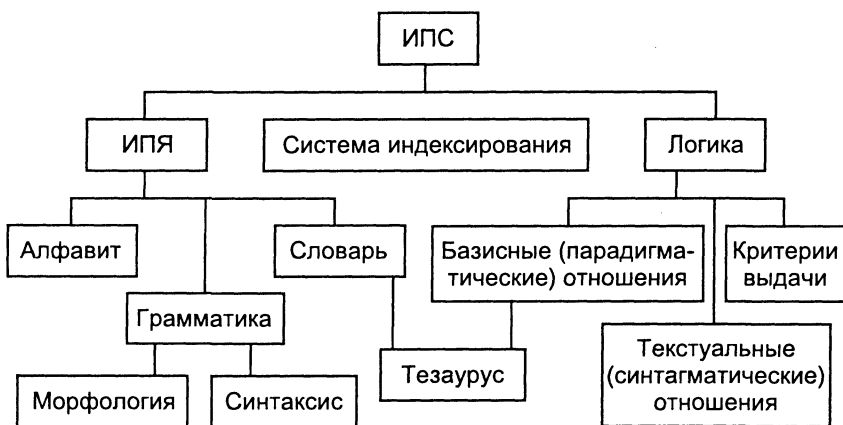 ИПС
ИПЯ
Система индексирования
Логика
Алфавит
Словарь
Базисные (парадигма-
тические) отношения
Критерии
выдачи
Грамматика
Тезаурус
Текстуальные
(синтагматические)
отношения
Морфология
Синтаксис